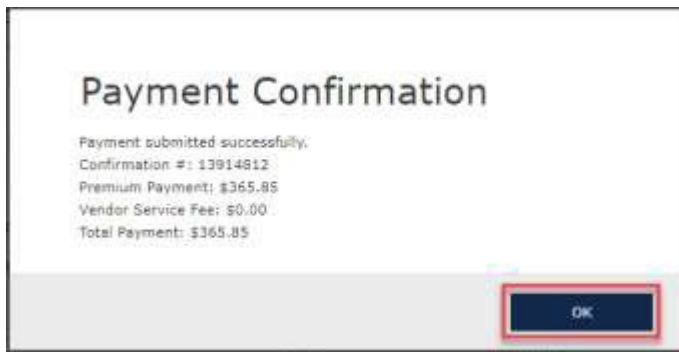 Payment Confirmation
Payment submitted successfully.
Confirmation #: 13914812
Premium Payment: $365.85
Vendor Service Fee: $0.00
Total Payment: $365.85
OK